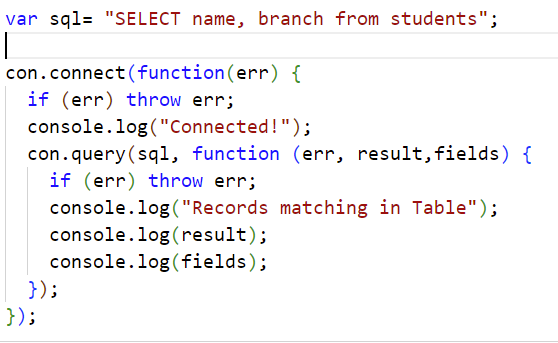 var sql= "SELECT name, branch from students";
con.connect(function(err) {
  if (err) throw err;
  console.log("Connected!");
  con.query(sql, function (err, result,fields) {
    if (err) throw err;
    console.log("Records matching in Table");
    console.log(result);
    console.log(fields);
  });
});